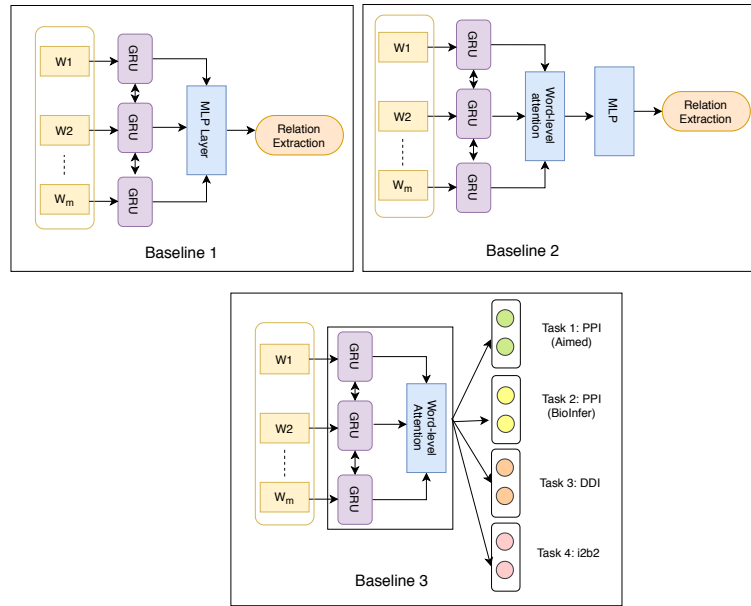 W1
W2
Wm
GRU
GRU
GRU
MLP Layer
Relation
Extraction
Baseline 1
W1
W2
Wm
GRU
GRU
GRU
Word-level
attention
MLP
Relation
Extraction
Baseline 2
W1
W2
Wm
GRU
GRU
GRU
Word-level
Attention
Task 1: PPI
(Aimed)
Task 2: PPI
(BioInfer)
Task 3: DDI
Task 4: i2b2
Baseline 3